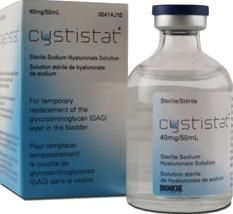 40mg/50mL
0041AJ10
cystistat
Sterile Sodium
Hyaluronate Solution
Solution stérile de hyaluronate
de sodium
For temporary
replacement of the
glycosaminoglycan (GAG)
layer in the bladder.
Pour remplacer
temporairement
la couche de
glycosaminoglycanes
(GAG) dans la vessie.
Sterile/Stérile
cystistat
40mg/50mL
Sterile Sodium
Hyaluronate Solution
Solution stérile
de hyaluronate de sodium
BIONICHE